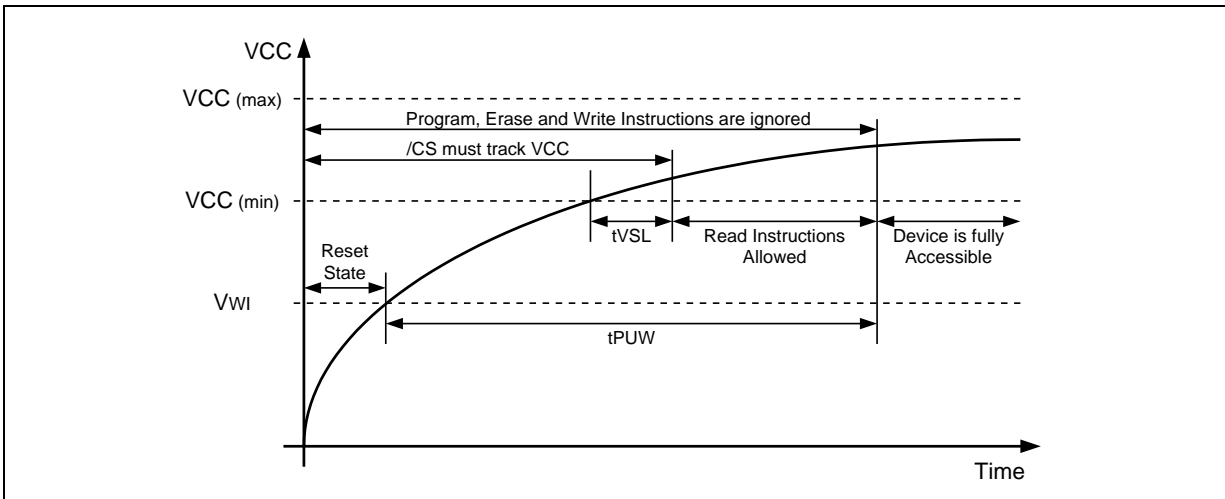 VCC
VCC (max)
Program, Erase and Write Instructions are ignored
/CS must track VCC
VCC (min)
tVSL
Read Instructions
Allowed
Device is fully
Accessible
Reset
State
VWI
tPUW
Time